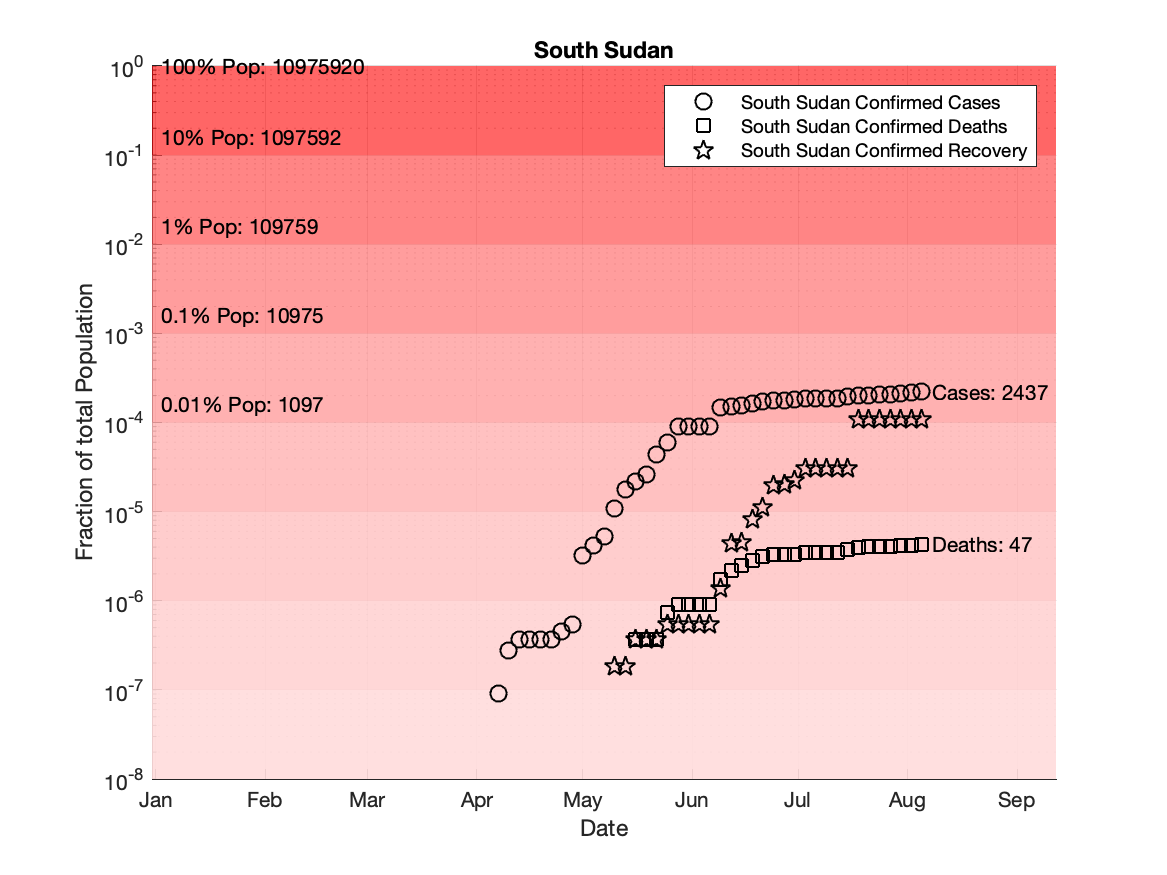 South Sudan
10^0
100% Pop: 10975920
South Sudan Confirmed Cases
South Sudan Confirmed Deaths
South Sudan Confirmed Recovery
10% Pop: 1097592
10^-1
1% Pop: 109759
10^-2
0.1% Pop: 10975
10^-3
0.01% Pop: 1097
10^-4
Cases: 2437
10^-5
Deaths: 47
10^-6
10^-7
10^-8
Fraction of total Population
Jan Feb Mar Apr May Jun Jul Aug Sep
Date